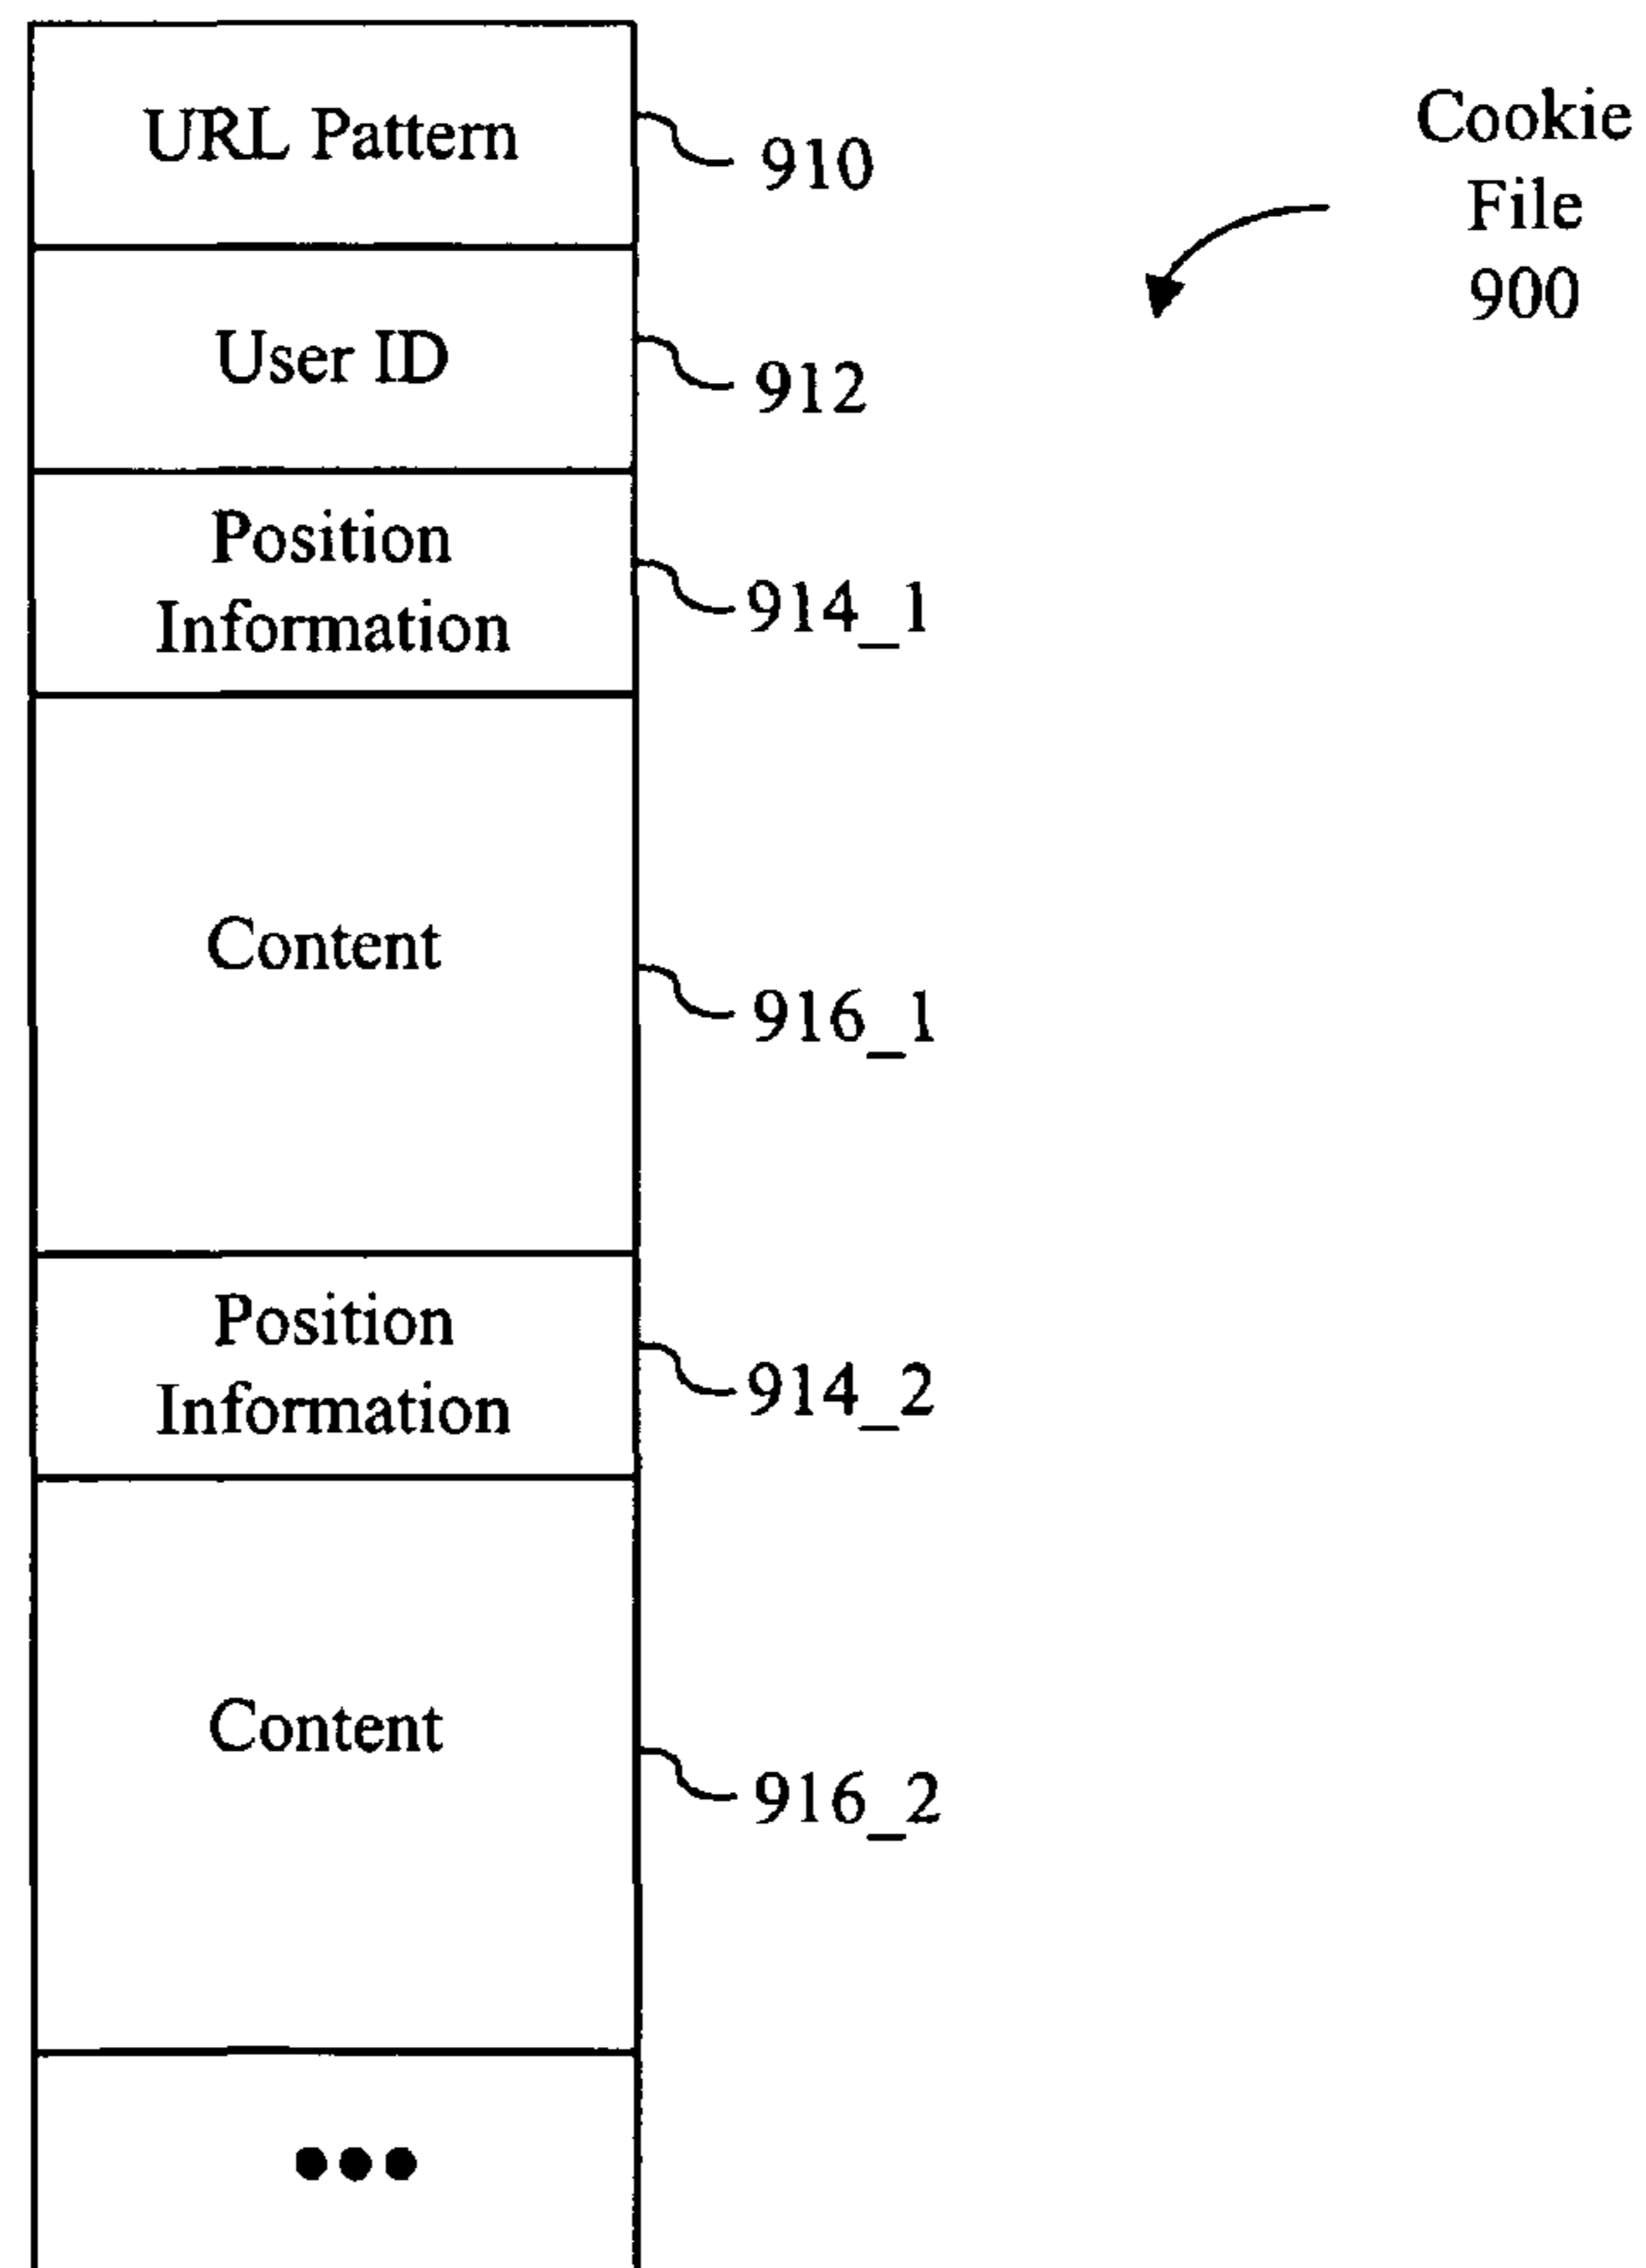 URL Pattern
910
Cookie
File
900
User ID
912
Position
Information
914_1
Content
916_1
Position
Information
914_2
Content
916_2
•••